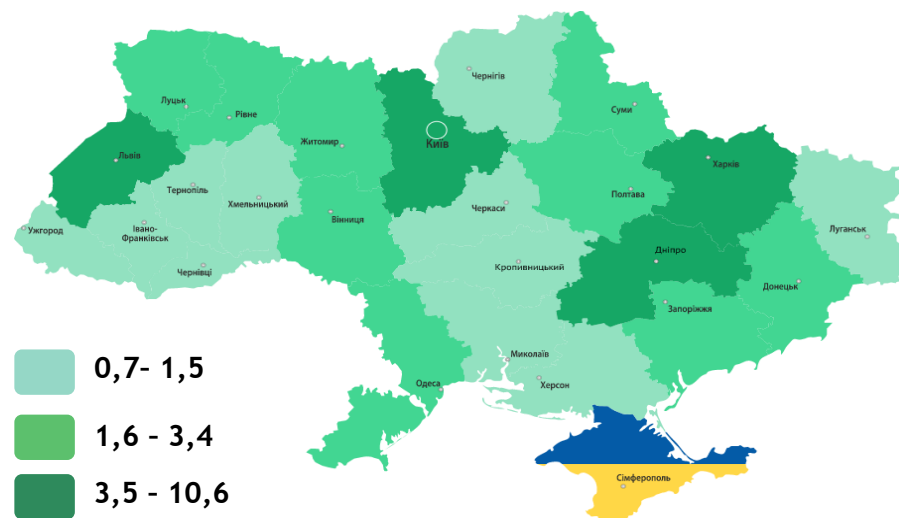 Чернігів
Луцьк
Рівне
Суми
Житомир
Київ
Львів
Харків
Тернопіль
Хмельницький
Полтава
Черкаси
Вінниця
Ужгород
Івано-
Франківськ
Луганськ
Чернівці
Кропивницький
Дніпро
Донецьк
Запоріжжя
Миколаїв
0,7- 1,5
Одеса
Херсон
1,6 - 3,4
Сімферополь
3,5 - 10,6